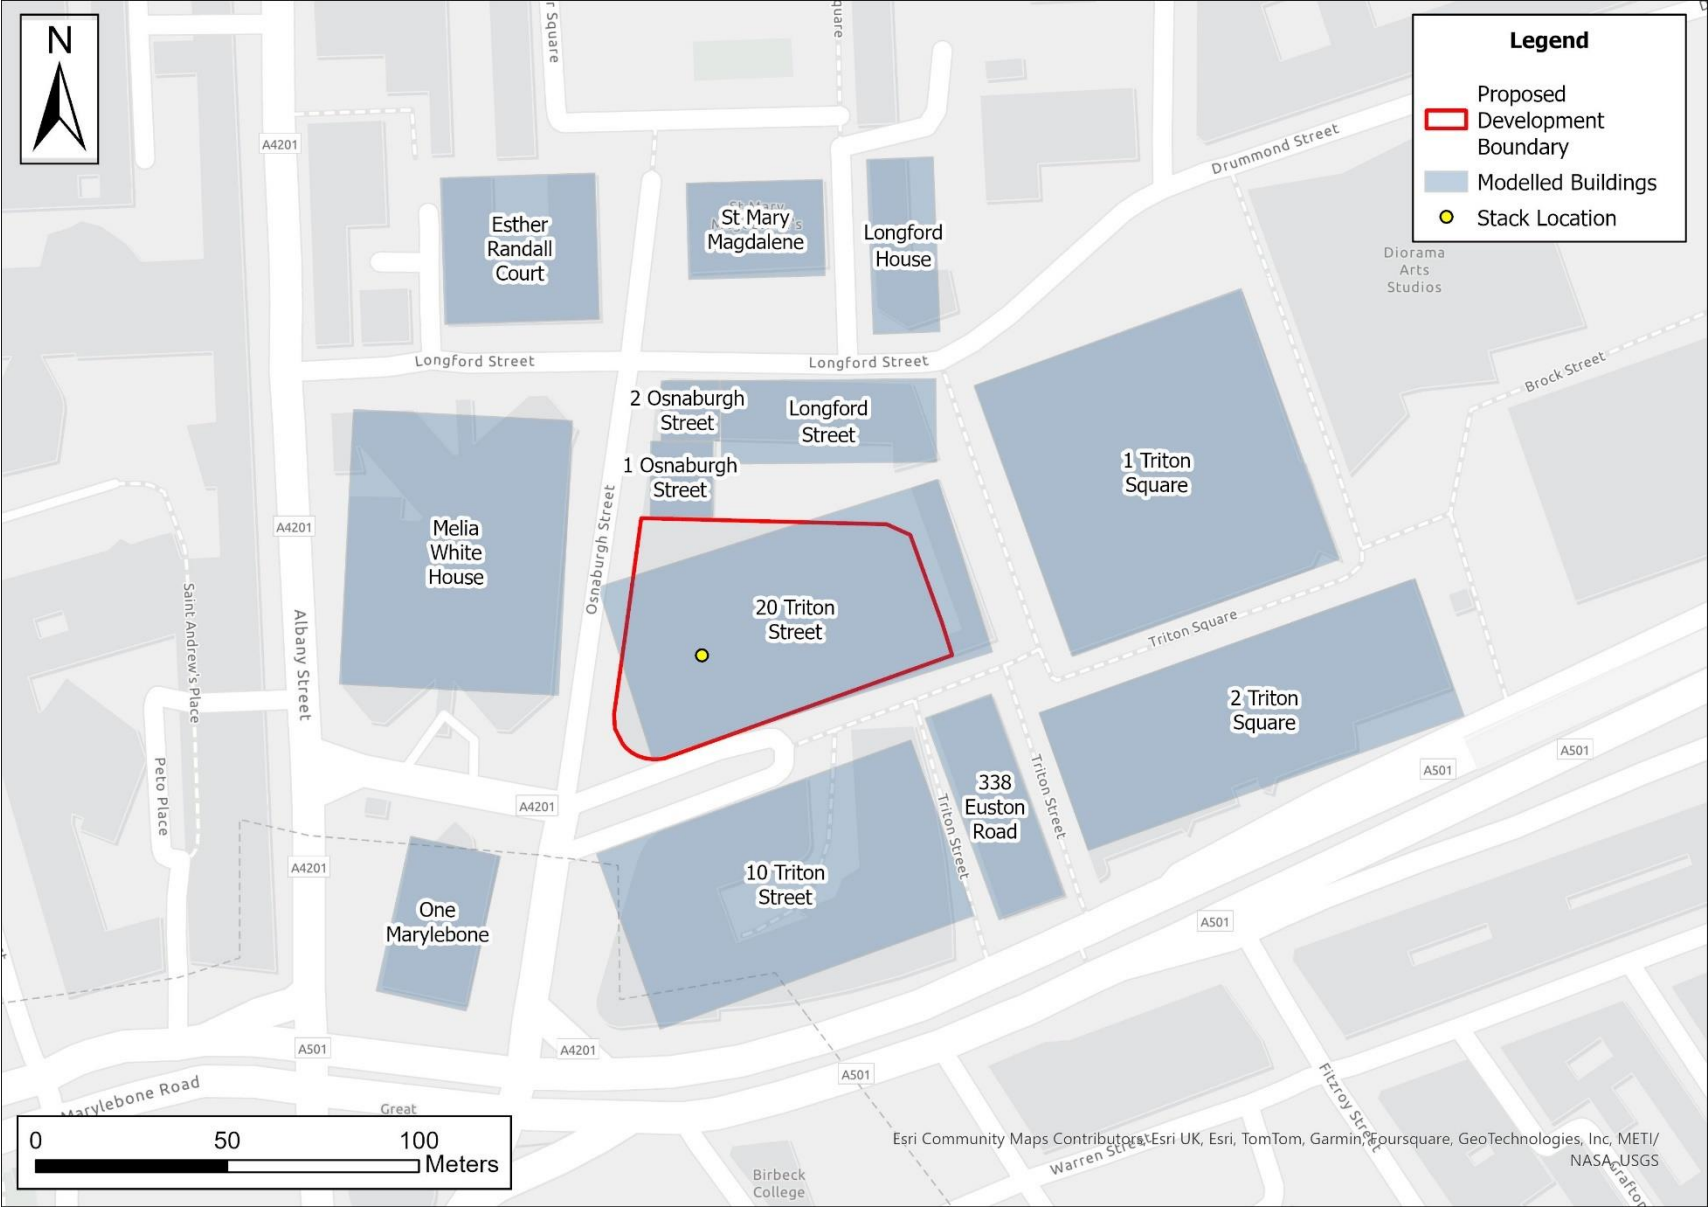 N
r Square
quare
Legend
Proposed
Development
Boundary
Modelled Buildings
Stack Location
A4201
Drummond Street
Esther
Randall
Court
St Mary
Magdalene
Longford
House
Diorama
Arts
Studios
Longford Street
Longford Street
Brock Street
2 Osnaburgh
Street
Longford
Street
1 Osnaburgh
Street
1 Triton
Square
A4201
Melia
White
House
Osnaburgh Street
20 Triton
Street
Saint Andrew's Place
Albany Street
Triton Square
2 Triton
Square
A501
A501
Peto Place
A4201
338
Euston
Road
Triton Street
Triton Street
A4201
10 Triton
Street
One
Marylebone
A501
A501
A4201
A501
Marylebone Road
Great
Fitzroy Street
Warren Street
Grafton
Birbeck
College
0 50 100
Meters
Esri Community Maps Contributors, Esri UK, Esri, TomTom, Garmin, Foursquare, GeoTechnologies, Inc, METI/
NASA, USGS